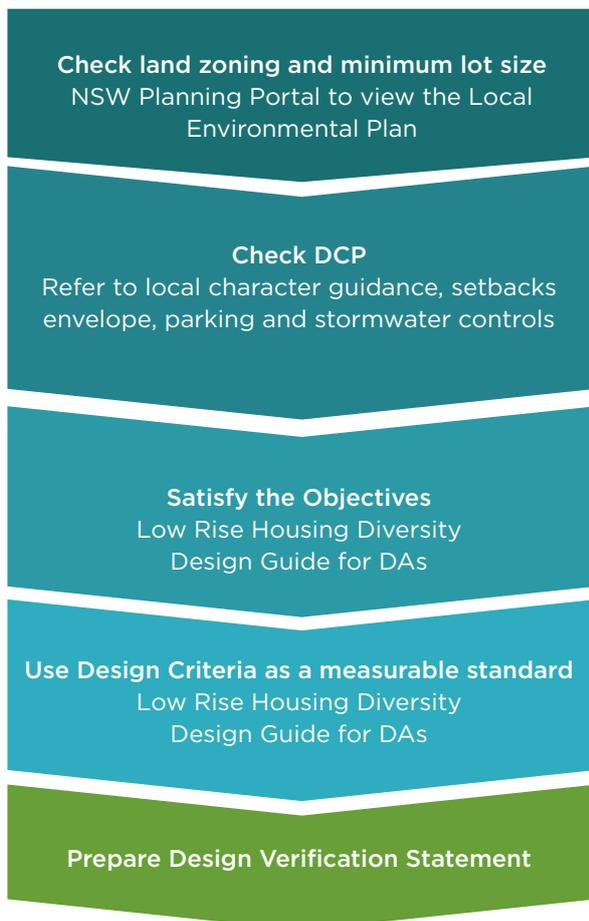 Check land zoning and minimum lot size
NSW Planning Portal to view the Local
Environmental Plan
Check DCP
Refer to local character guidance, setbacks
envelope, parking and stormwater controls
Satisfy the Objectives
Low Rise Housing Diversity
Design Guide for DAs
Use Design Criteria as a measurable standard
Low Rise Housing Diversity
Design Guide for DAs
Prepare Design Verification Statement